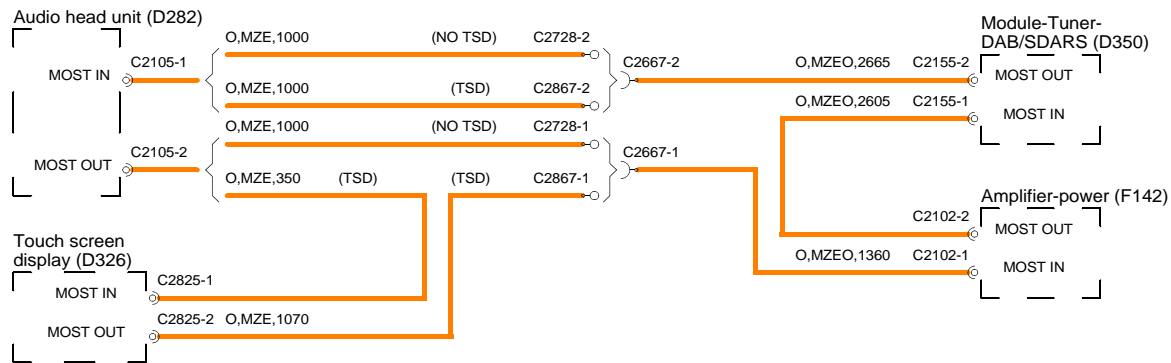 Audio head unit (D282)
MOST IN
C2105-1
O,MZE,1000
(NO TSD)
C2728-2
O,MZE,1000
(TSD)
C2867-2
C2667-2
MOST OUT
C2105-2
O,MZE,1000
(NO TSD)
C2728-1
O,MZE,350
(TSD)
(TSD)
C2867-1
C2667-1
Module-Tuner-
DAB/SDARS (D350)
O,MZEO,2665
C2155-2
MOST OUT
O,MZEO,2605
C2155-1
MOST IN
Amplifier-power (F142)
C2102-2
MOST OUT
O,MZEO,1360
C2102-1
MOST IN
Touch screen
display (D326)
C2825-1
MOST IN
C2825-2
O,MZE,1070
MOST OUT